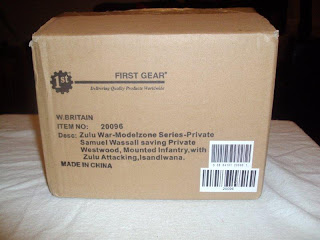 1st
FIRST GEAR®
Delivering Quality Products Worldwide
W.BRITAIN
ITEM NO: 20096
Desc: Zulu War-Modelzone Series-Private
Samuel Wassall saving Private
Westwood, Mounted Infantry,with
Zulu Attacking,Isandlwana.
MADE IN CHINA
20096